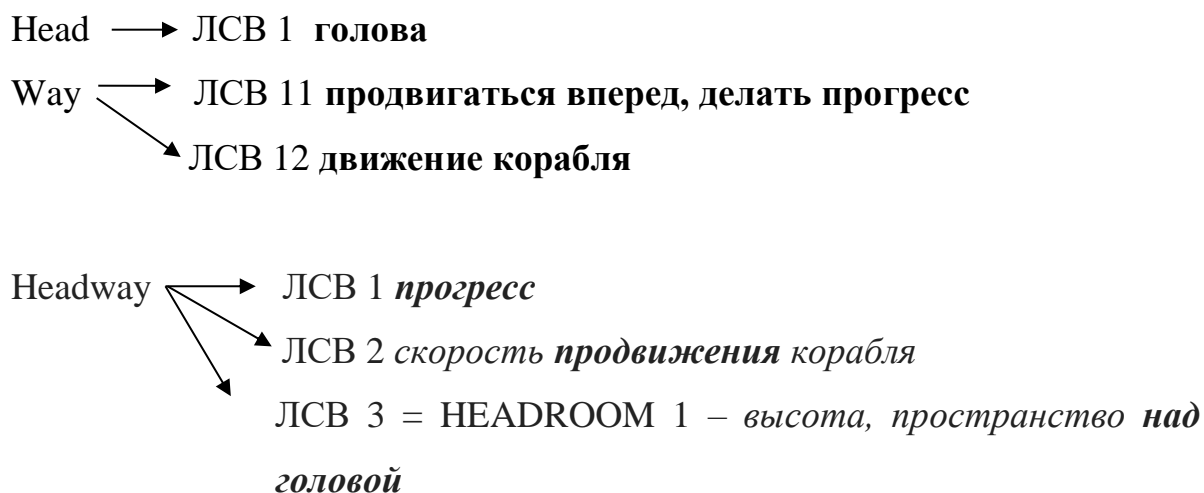 Head ЛСВ 1 голова
Way ЛСВ 11 продвигаться вперед, делать прогресс
ЛСВ 12 движение корабля
Headway ЛСВ 1 прогресс
ЛСВ 2 скорость продвижения корабля
ЛСВ 3 = HEADROOM 1 – высота, пространство над
головой